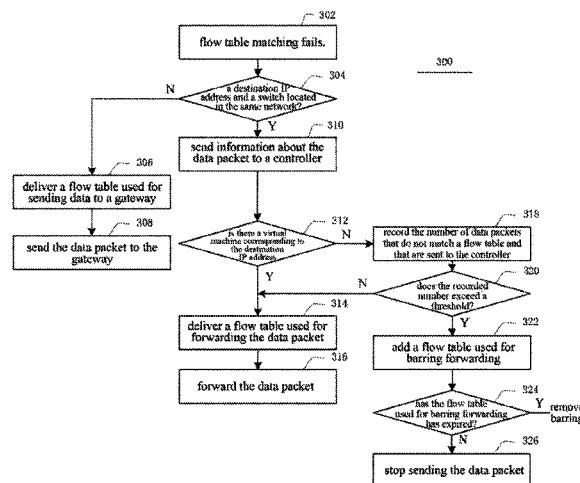 302
flow table matching fails.
300
304
a destination IP
address and a switch located
in the same network?
N
Y
310
send information about the
data packet to a controller
306
deliver a flow table used for
sending data to a gateway
308
send the data packet to the
gateway
312
is there a virtual
machine corresponding to
the destination
IP address
N
Y
318
record the number of data packets
that do not match a flow table and
that are sent to the controller
320
does the recorded
number exceed a
threshold?
N
Y
314
deliver a flow table used for
forwarding the data packet
316
forward the data packet
322
add a flow table used for
barring forwarding
324
has the flow table
used for barring forwarding
has expired?
Y
remove
barring
N
326
stop sending the data packet